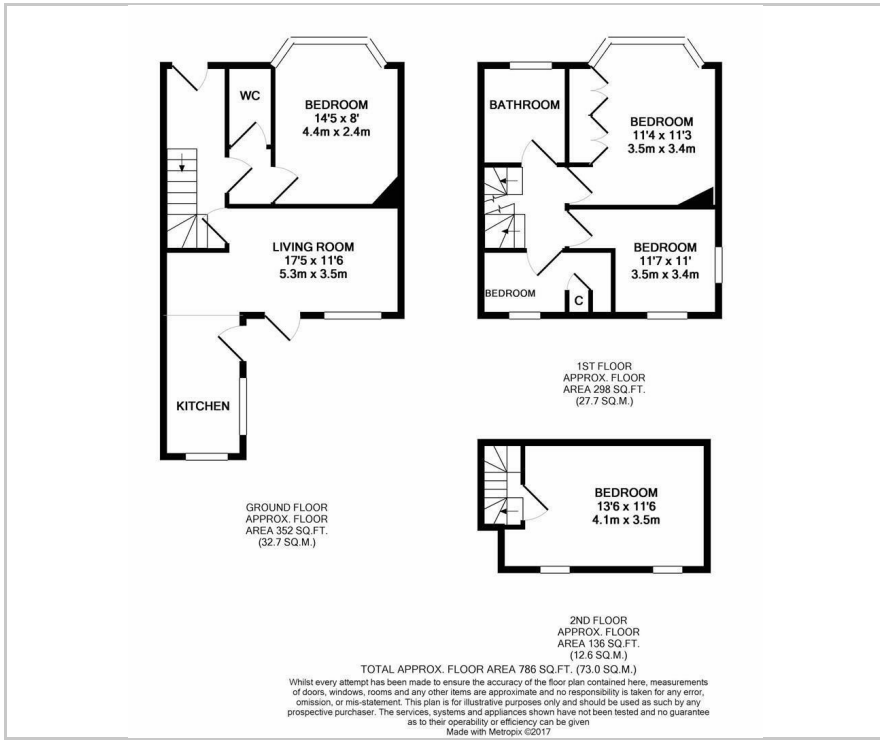 WC
BEDROOM
14'5 x 8'
4.4m x 2.4m
LIVING ROOM
17'5 x 11'6
5.3m x 3.5m
KITCHEN
GROUND FLOOR
APPROX. FLOOR
AREA 352 SQ.FT.
(32.7 SQ.M.)
BATHROOM
BEDROOM
11'4 x 11'3
3.5m x 3.4m
BEDROOM
11'7 x 11'
3.5m x 3.4m
BEDROOM
C
1ST FLOOR
APPROX. FLOOR
AREA 298 SQ.FT.
(27.7 SQ.M.)
BEDROOM
13'6 x 11'6
4.1m x 3.5m
2ND FLOOR
APPROX. FLOOR
AREA 136 SQ.FT.
(12.6 SQ.M.)
TOTAL APPROX. FLOOR AREA 786 SQ.FT. (73.0 SQ.M.)
Whilst every attempt has been made to ensure the accuracy of the floor plan contained here, measurements
of doors, windows, rooms and any other items are approximate and no responsibility is taken for any error,
omission, or mis-statement. This plan is for illustrative purposes only and should be used as such by any
prospective purchaser. The services, systems and appliances shown have not been tested and no guarantee
as to their operability or efficiency can be given
Made with Metropix ©2017